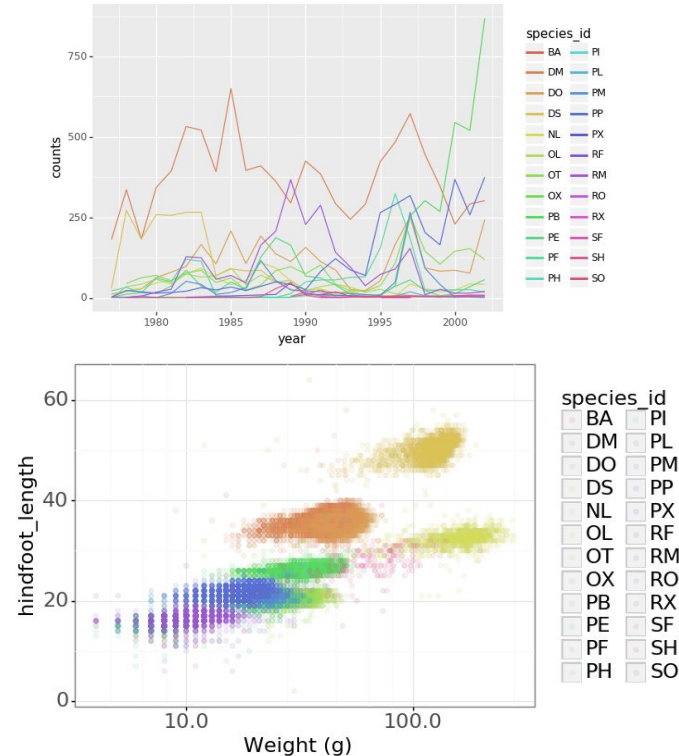 species_id
BA PI
DM PL
DO PM
DS PP
NL PX
OL RF
OT RM
OX RO
PB RX
PE SF
PF SH
PH SO
750
500
250
0
counts
1980 1985 1990 1995 2000
year
60
40
20
0
hindfoot_length
10.0 100.0
Weight (g)
species_id
BA PI
DM PL
DO PM
DS PP
NL PX
OL RF
OT RM
OX RO
PB RX
PE SF
PF SH
PH SO